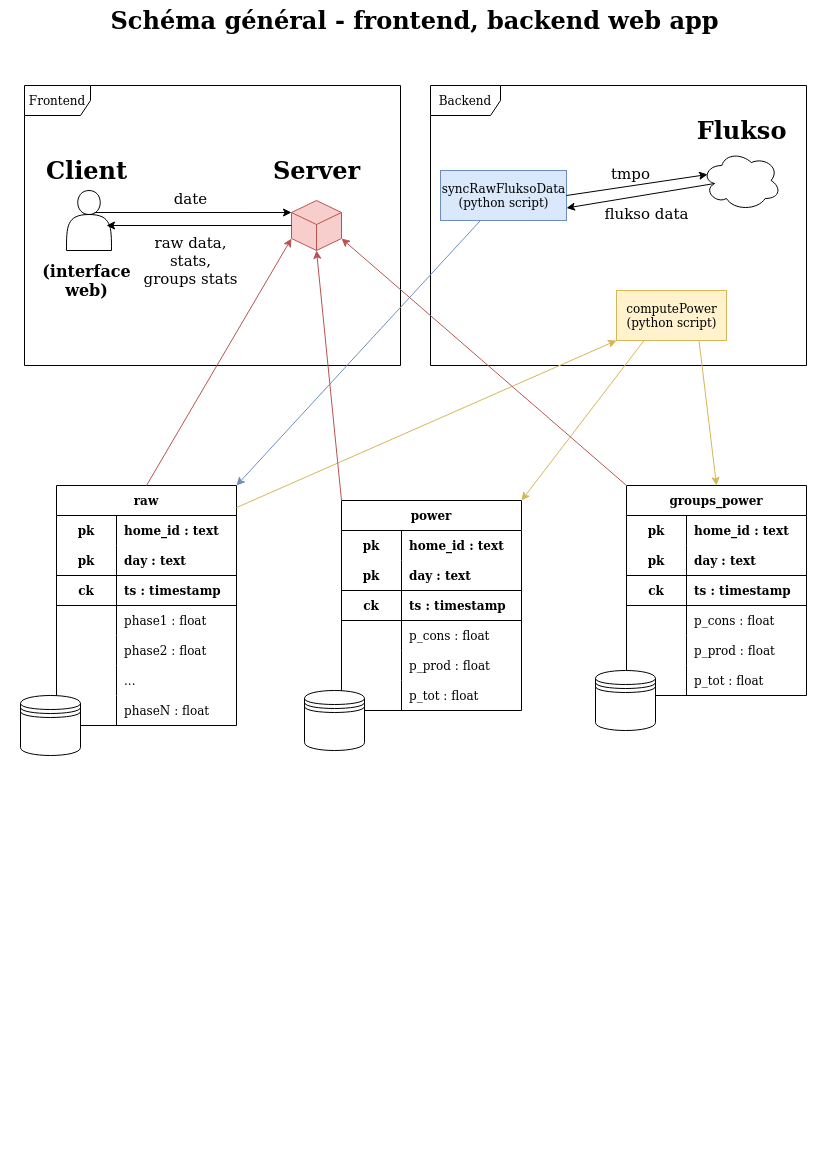 Schéma général - frontend, backend web app
Frontend
Client
Server
date
raw data,
stats,
groups stats
(interface
web)
Backend
Flukso
syncRawFluksoData
(python script)
tmpo
flukso data
computePower
(python script)
raw
pk home_id : text
pk day : text
ck ts : timestamp
phase1 : float
phase2 : float
...
phaseN : float
power
pk home_id : text
pk day : text
ck ts : timestamp
p_cons : float
p_prod : float
p_tot : float
groups_power
pk home_id : text
pk day : text
ck ts : timestamp
p_cons : float
p_prod : float
p_tot : float